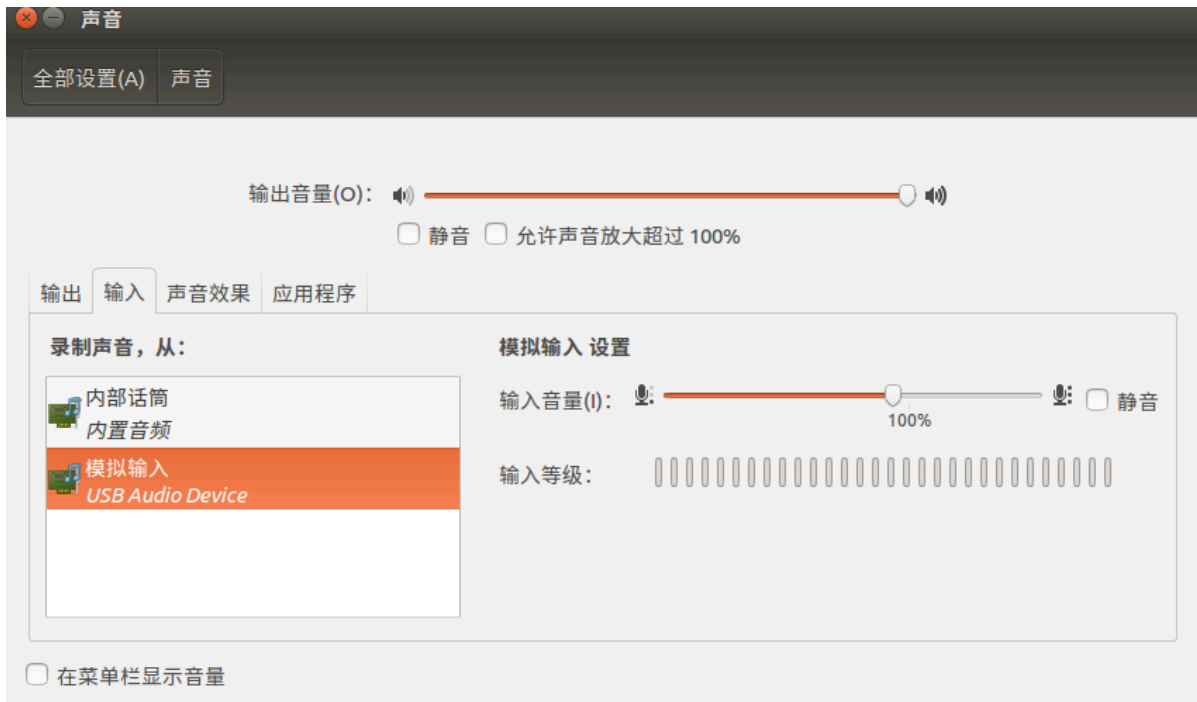 声音
全部设置(A) 声音
输出音量(O)：
静音 允许声音放大超过 100%
输出 输入 声音效果 应用程序
录制声音，从：
内部话筒
内置音频
模拟输入
USB Audio Device
模拟输入 设置
输入音量(I)： 静音
100%
输入等级：
在菜单栏显示音量